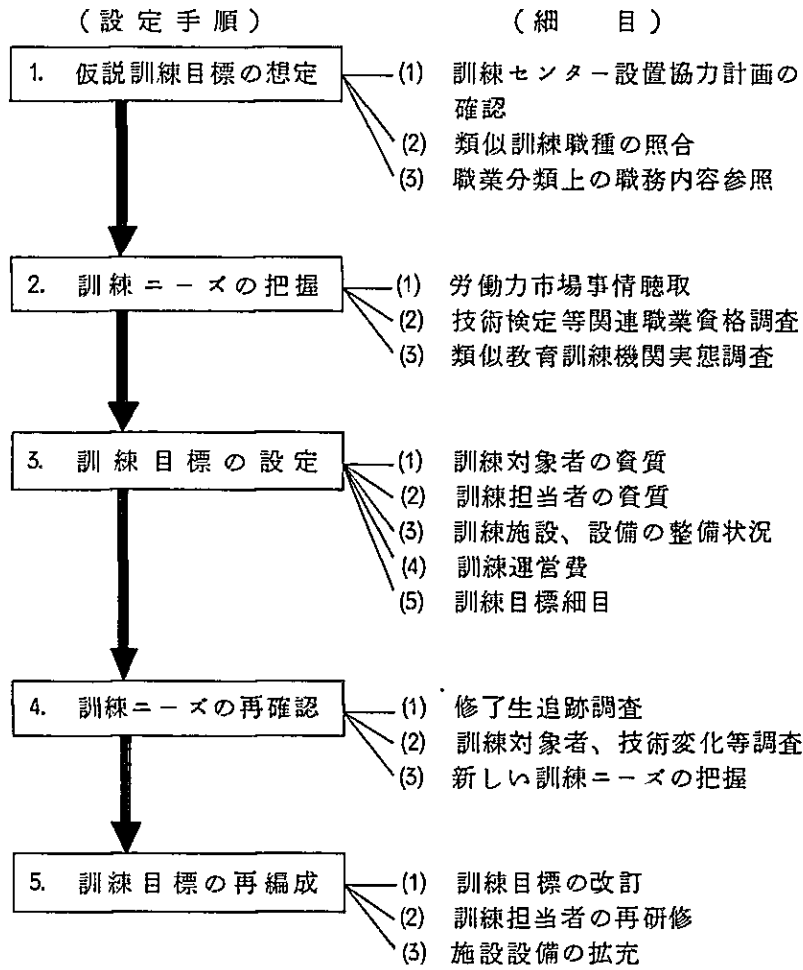 (設定手順) (細 目)
1. 仮説訓練目標の想定
(1) 訓練センター設置協力計画の
確認
(2) 類似訓練職種の照合
(3) 職業分類上の職務内容参照
2. 訓練ニーズの把握
(1) 労働力市場事情聴取
(2) 技術検定等関連職業資格調査
(3) 類似教育訓練機関実態調査
3. 訓練目標の設定
(1) 訓練対象者の資質
(2) 訓練担当者の資質
(3) 訓練施設、設備の整備状況
(4) 訓練運営費
(5) 訓練目標細目
4. 訓練ニーズの再確認
(1) 修了生追跡調査
(2) 訓練対象者、技術変化等調査
(3) 新しい訓練ニーズの把握
5. 訓練目標の再編成
(1) 訓練目標の改訂
(2) 訓練担当者の再研修
(3) 施設設備の拡充